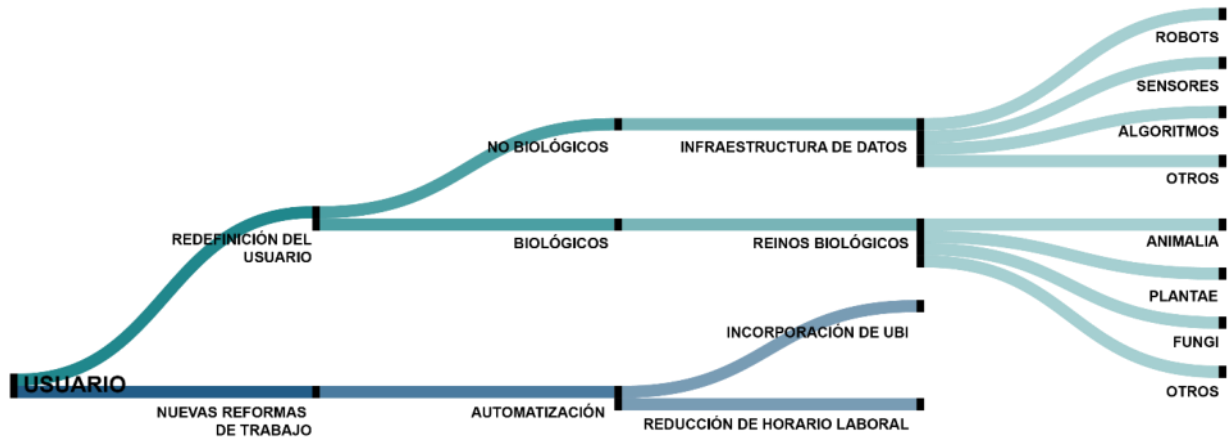 ROBOTS
SENSORES
ALGORITMOS
OTROS
NO BIOLÓGICOS
INFRAESTRUCTURA DE DATOS
REDEFINICIÓN DEL
USUARIO
BIOLÓGICOS
REINOS BIOLÓGICOS
ANIMALIA
PLANTAE
FUNGI
OTROS
INCORPORACIÓN DE UBI
USUARIO
NUEVAS REFORMAS
DE TRABAJO
AUTOMATIZACIÓN
REDUCCIÓN DE HORARIO LABORAL